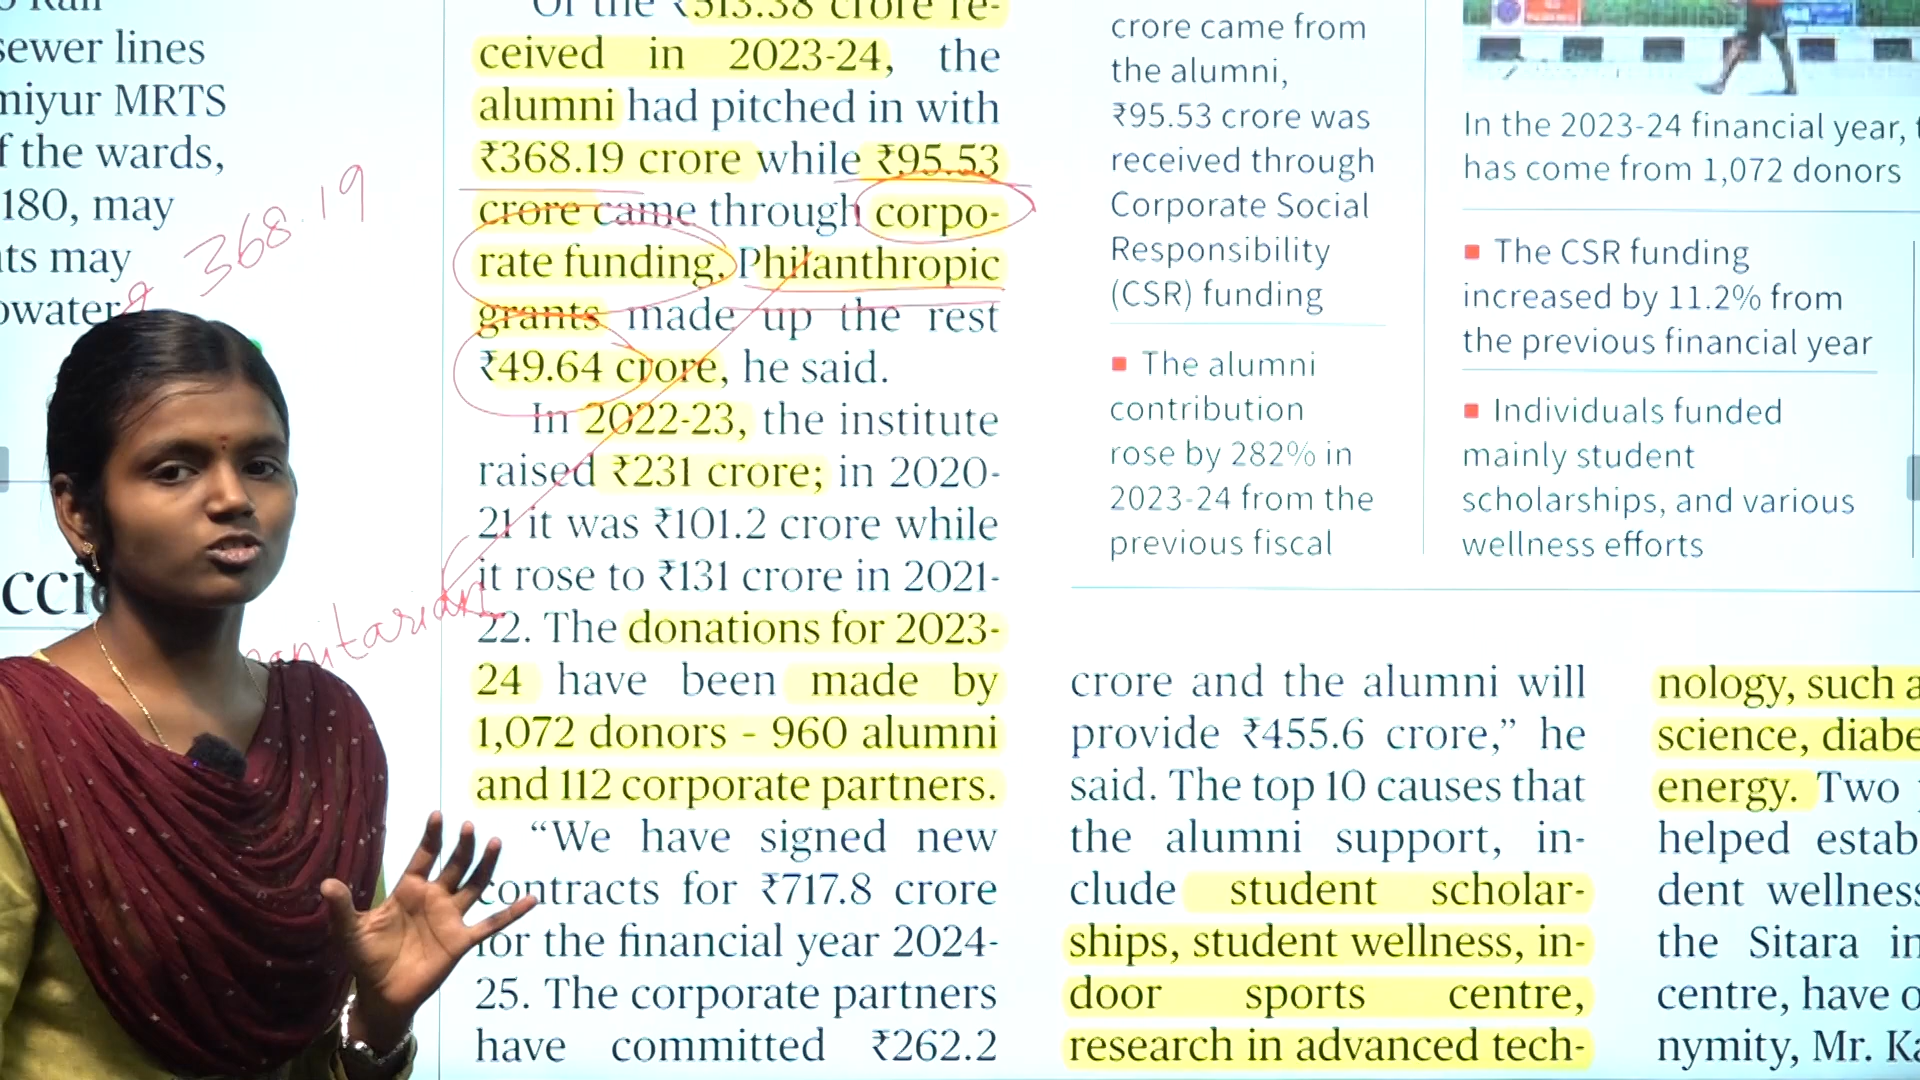 sewer lines
miyur MRTS
f the wards,
180, may
ts may
owater
368.19
anitarian
Of the ₹513.38 crore re-
ceived in 2023-24, the
alumni had pitched in with
₹368.19 crore while ₹95.53
crore came through corpo-
rate funding. Philanthropic
grants made up the rest
₹49.64 crore, he said.
In 2022-23, the institute
raised ₹231 crore; in 2020-
21 it was ₹101.2 crore while
it rose to ₹131 crore in 2021-
22. The donations for 2023-
24 have been made by
1,072 donors - 960 alumni
and 112 corporate partners.
“We have signed new
contracts for ₹717.8 crore
for the financial year 2024-
25. The corporate partners
have committed ₹262.2
crore came from
the alumni,
₹95.53 crore was
received through
Corporate Social
Responsibility
(CSR) funding
The alumni
contribution
rose by 282% in
2023-24 from the
previous fiscal
In the 2023-24 financial year,
has come from 1,072 donors
The CSR funding
increased by 11.2% from
the previous financial year
Individuals funded
mainly student
scholarships, and various
wellness efforts
crore and the alumni will
provide ₹455.6 crore,” he
said. The top 10 causes that
the alumni support, in-
clude student scholar-
ships, student wellness, in-
door sports centre,
research in advanced tech-
nology, such a
science, diabe
energy. Two
helped estab
dent wellness
the Sitara in
centre, have o
nymity, Mr. Ka